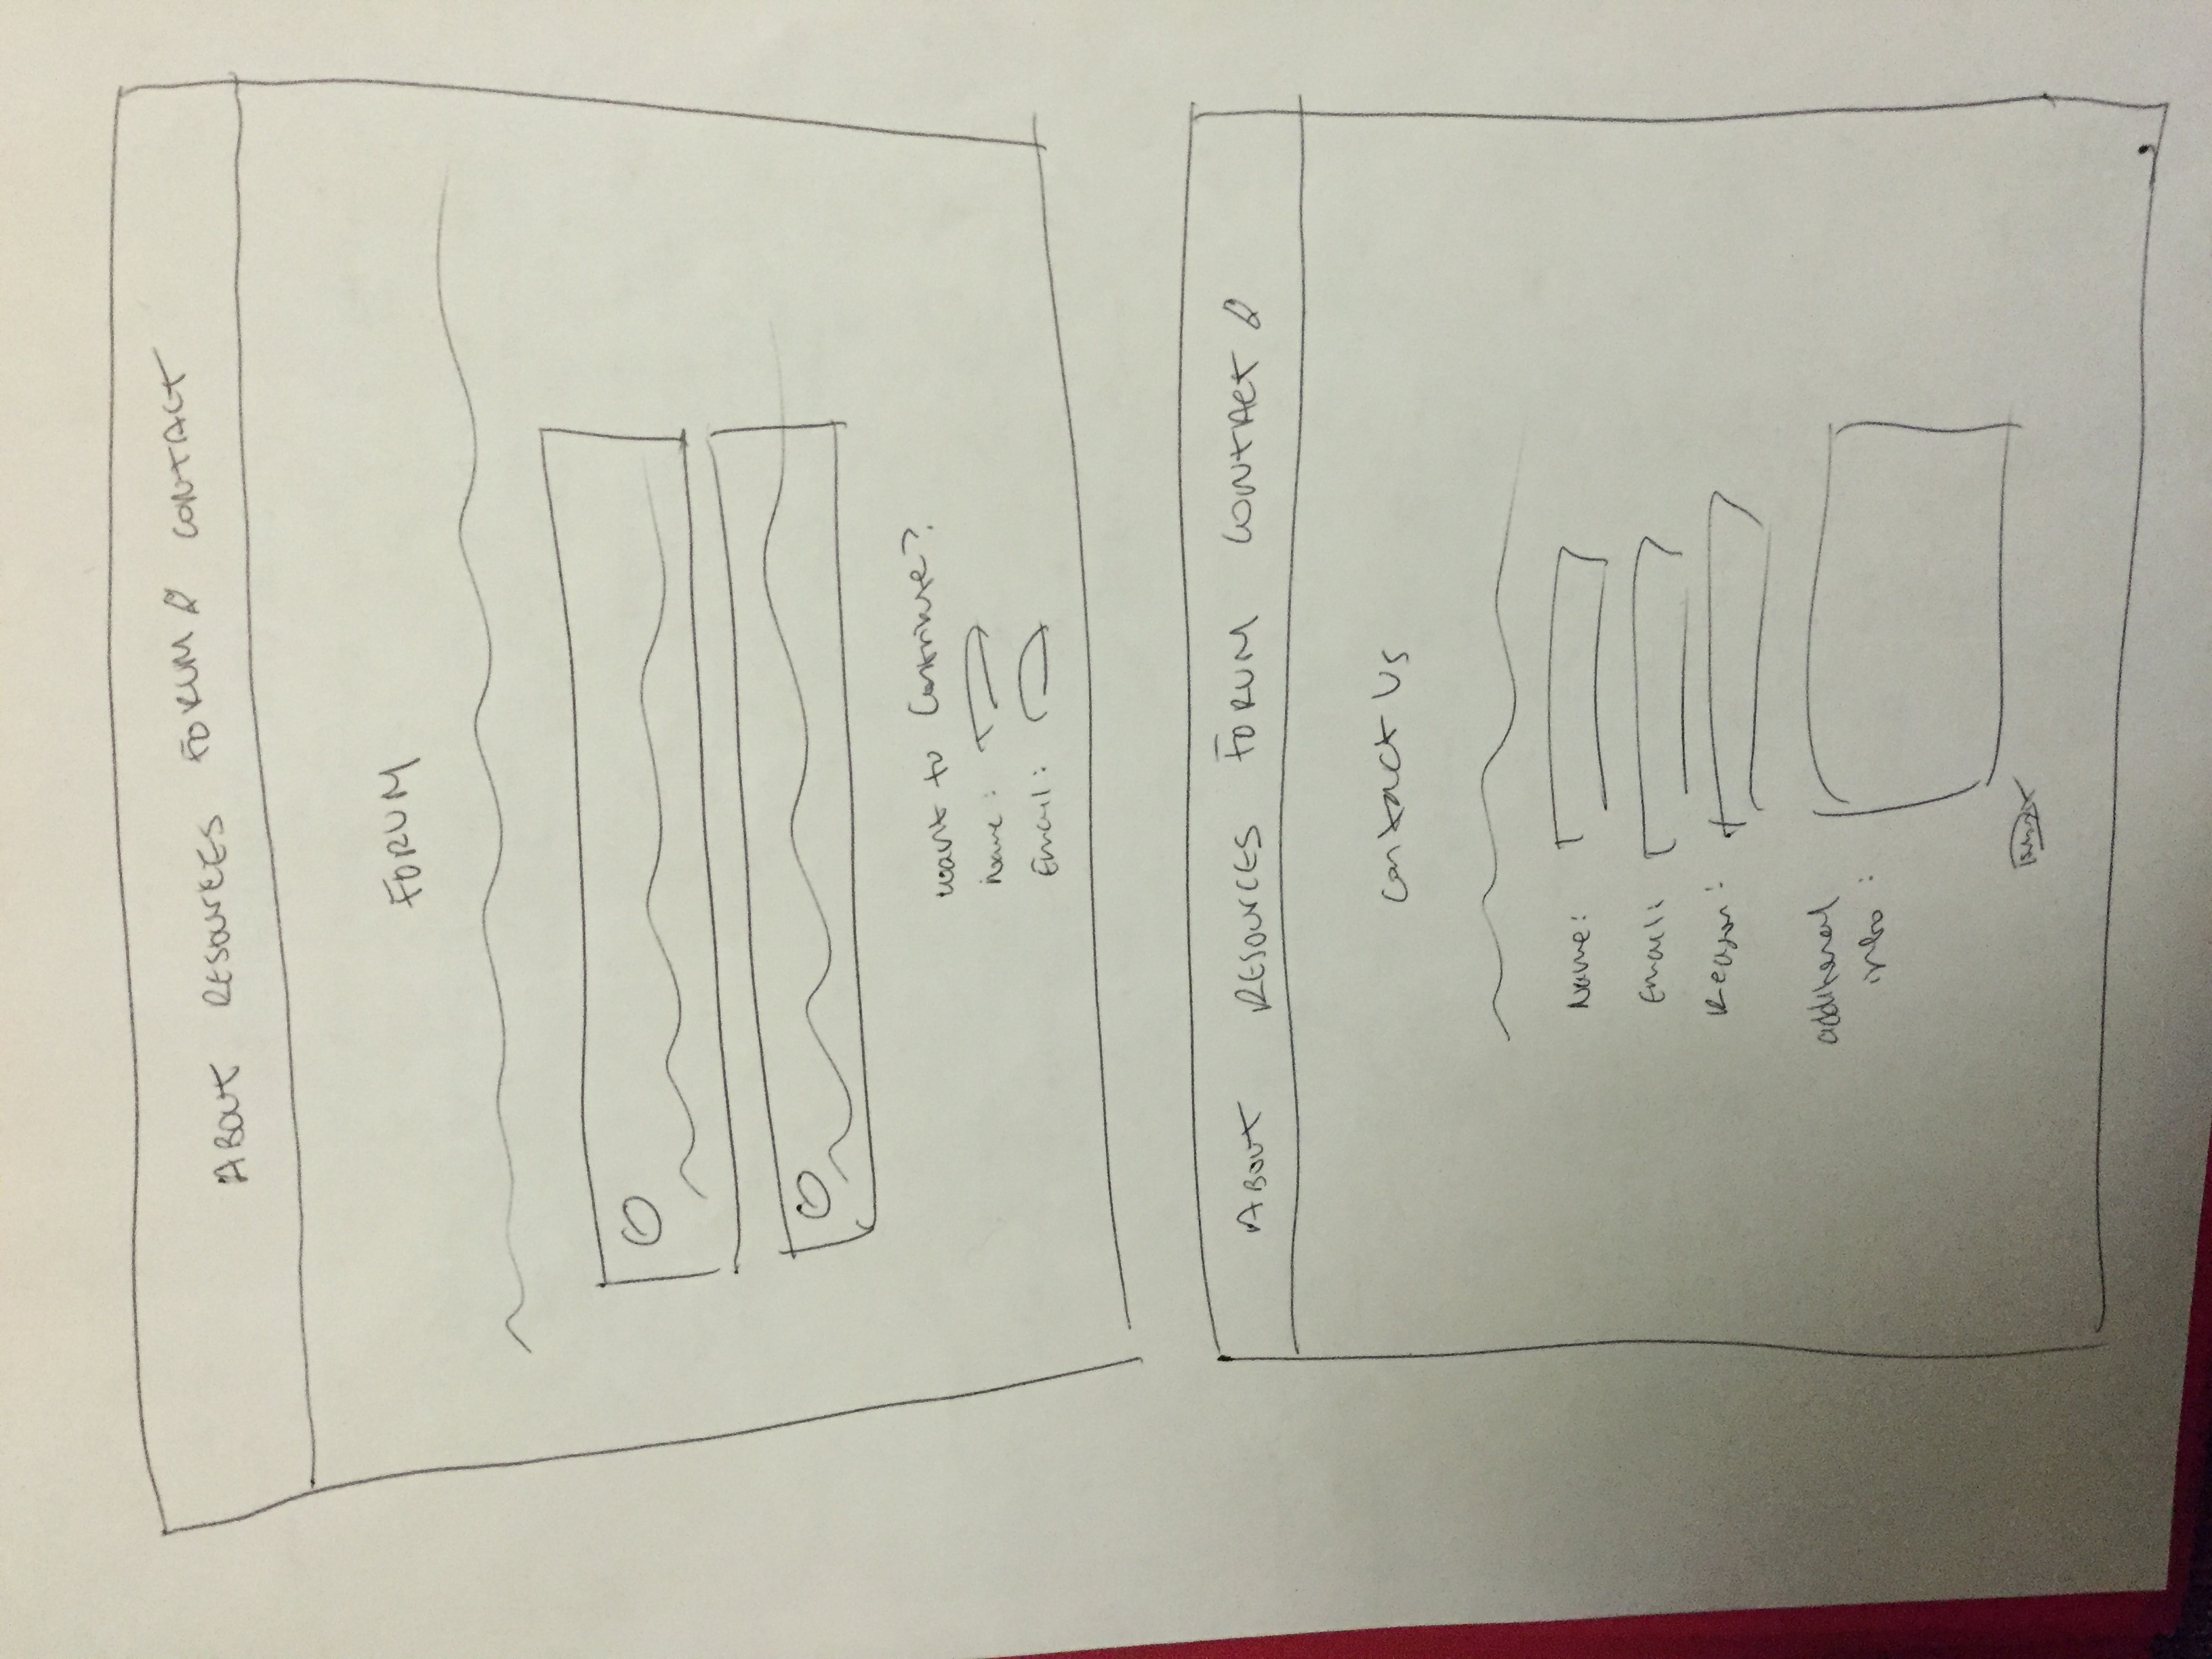 ABOUT RESOURCES FORUM CONTACT
FORUM
want to Contribute?
Name:
Email:
ABOUT RESOURCES FORUM CONTACT
Contact Us
Name:
Email:
Reason:
additional
info: